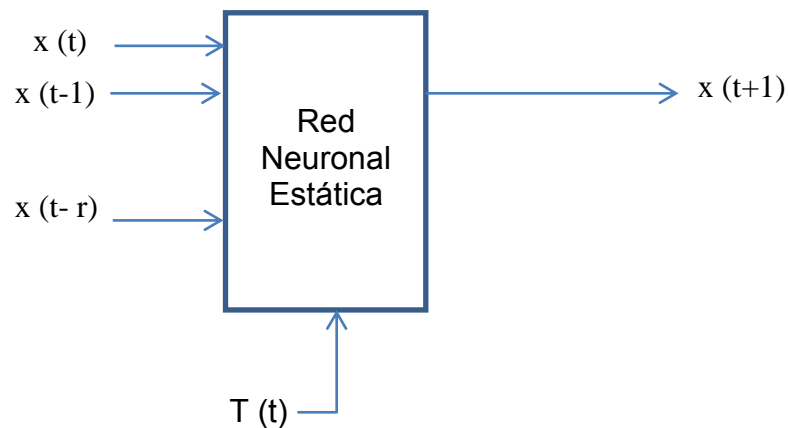 x (t)
x (t-1)
x (t- r)
Red
Neuronal
Estática
x (t+1)
T (t)